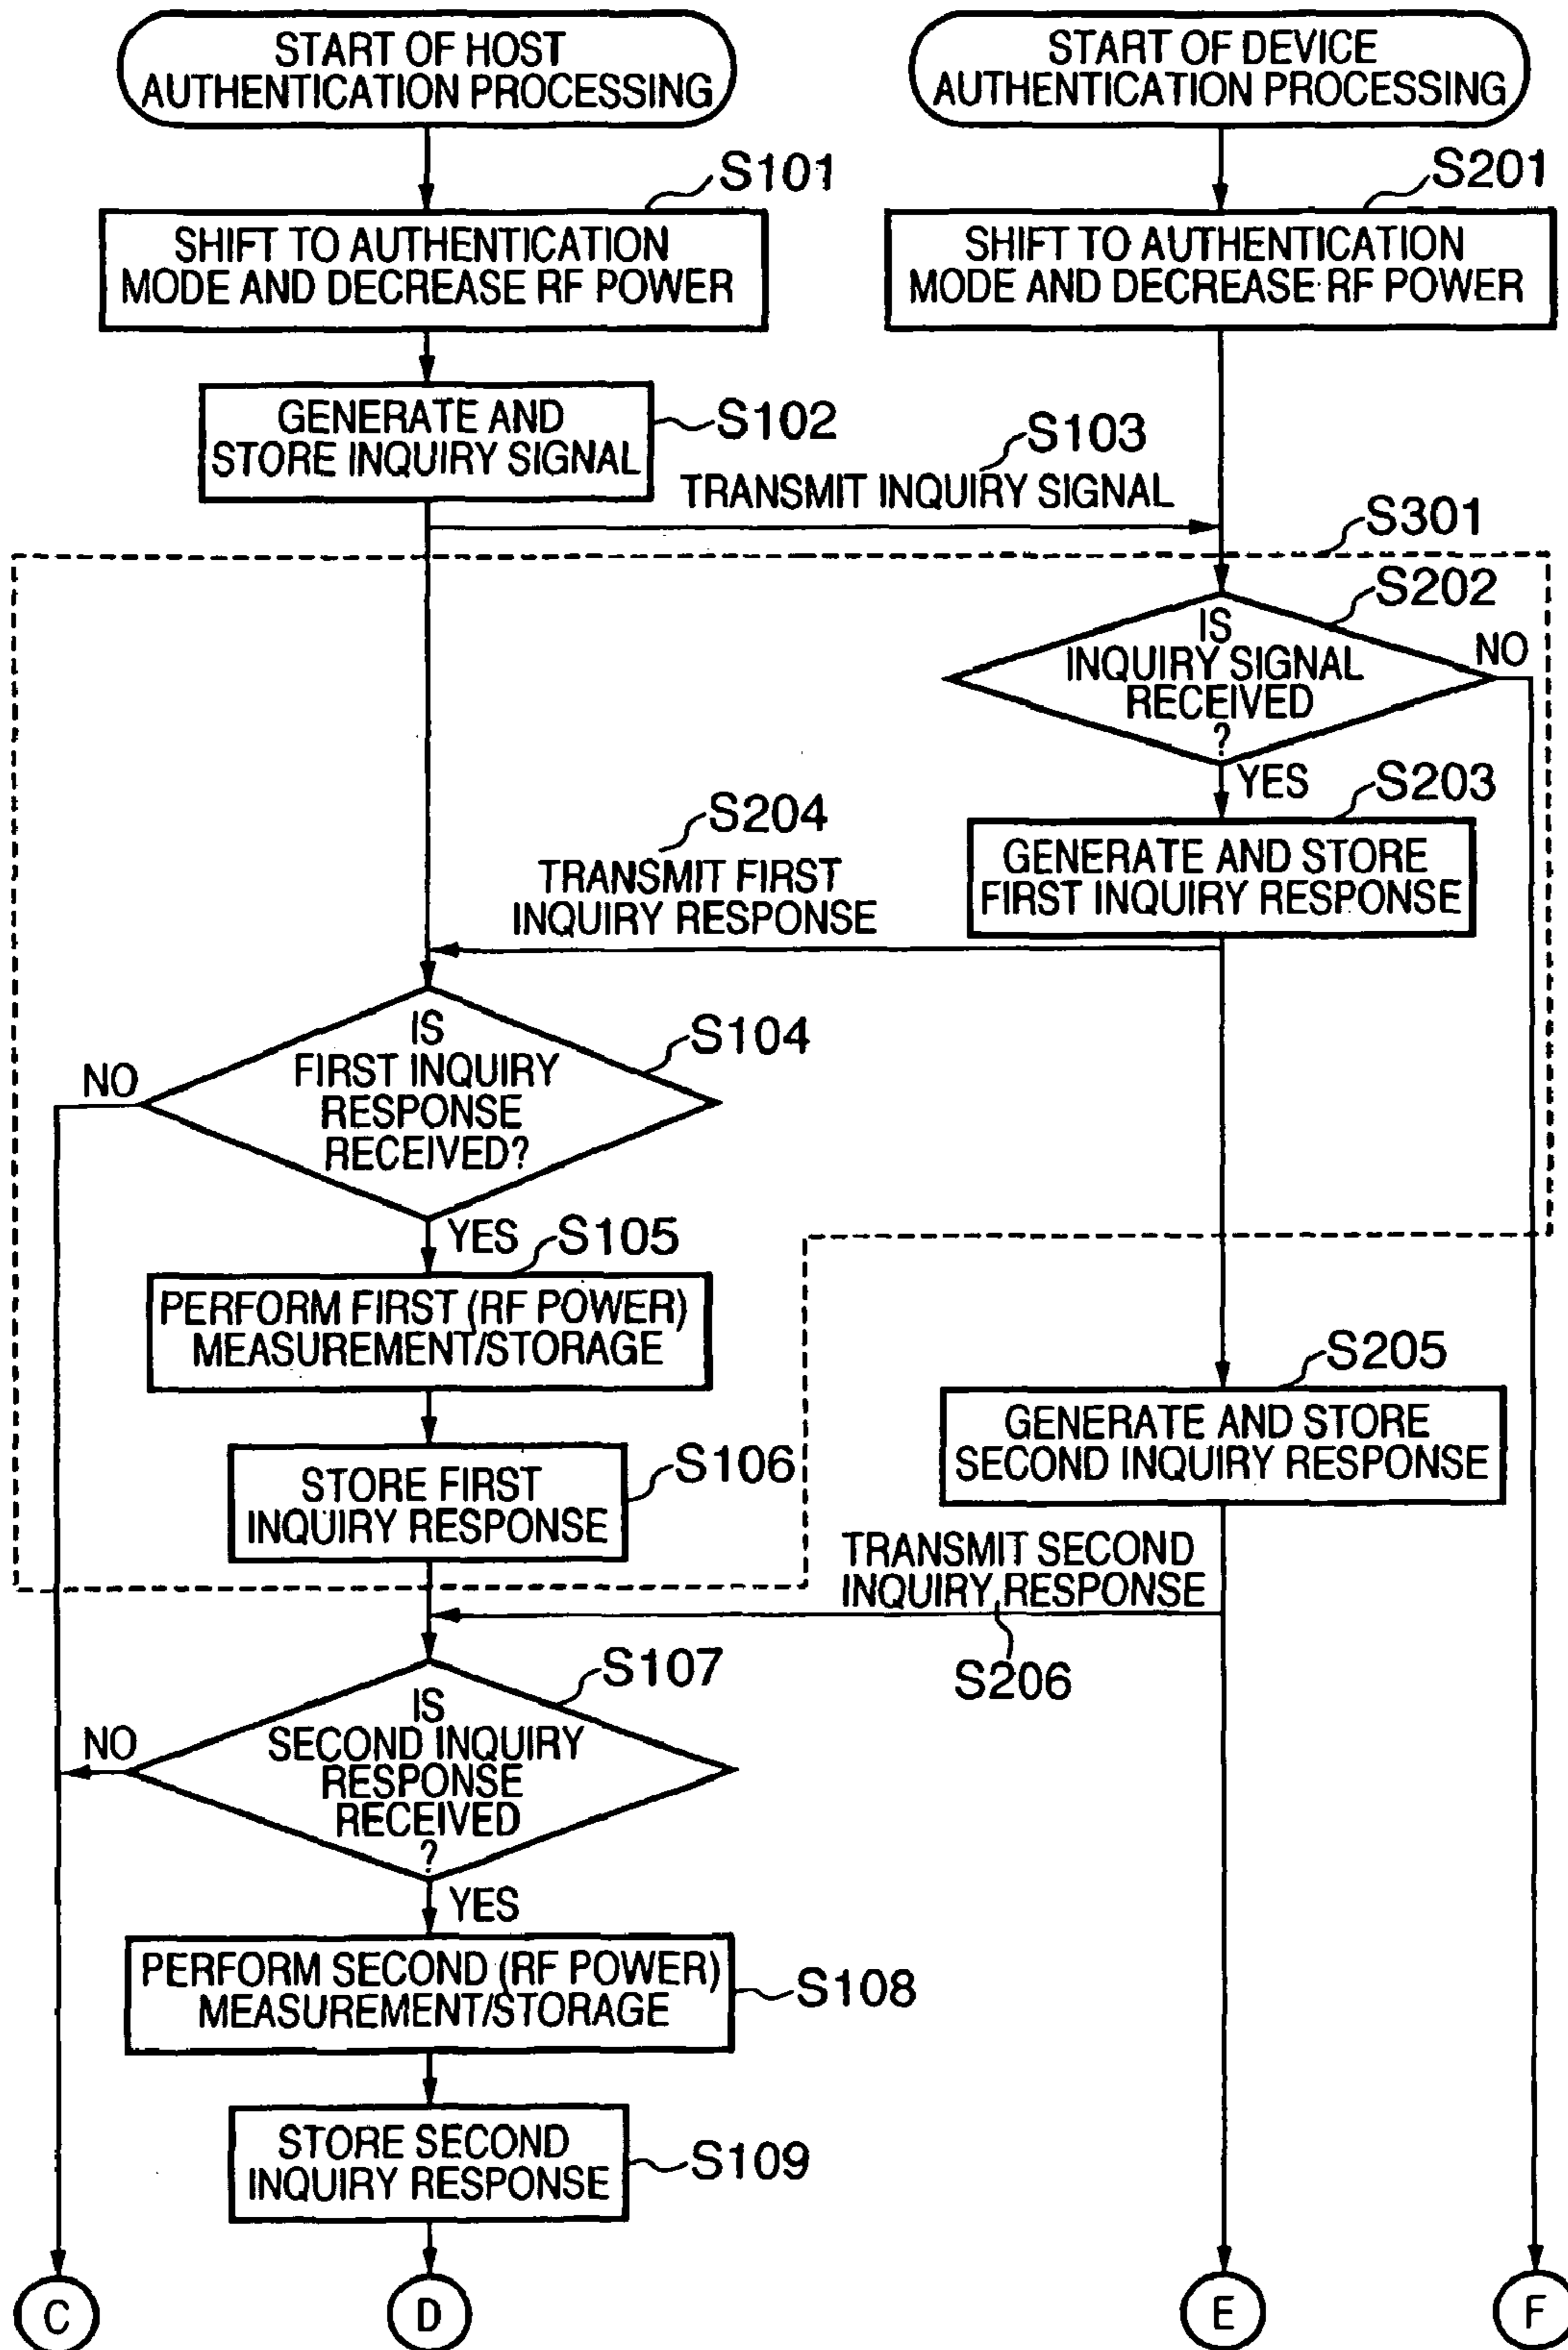 START OF HOST
AUTHENTICATION PROCESSING
START OF DEVICE
AUTHENTICATION PROCESSING
S101
S201
SHIFT TO AUTHENTICATION
MODE AND DECREASE RF POWER
SHIFT TO AUTHENTICATION
MODE AND DECREASE RF POWER
GENERATE AND
STORE INQUIRY SIGNAL
S102
S103
TRANSMIT INQUIRY SIGNAL
S301
S202
IS
INQUIRY SIGNAL
RECEIVED
?
NO
YES
S203
S204
TRANSMIT FIRST
INQUIRY RESPONSE
GENERATE AND STORE
FIRST INQUIRY RESPONSE
IS
FIRST INQUIRY
RESPONSE
RECEIVED?
S104
NO
YES
S105
PERFORM FIRST (RF POWER)
MEASUREMENT/STORAGE
S205
GENERATE AND STORE
SECOND INQUIRY RESPONSE
STORE FIRST
INQUIRY RESPONSE
S106
TRANSMIT SECOND
INQUIRY RESPONSE
S206
S107
IS
SECOND INQUIRY
RESPONSE
RECEIVED
?
NO
YES
PERFORM SECOND (RF POWER)
MEASUREMENT/STORAGE
S108
STORE SECOND
INQUIRY RESPONSE
S109
C
D
E
F